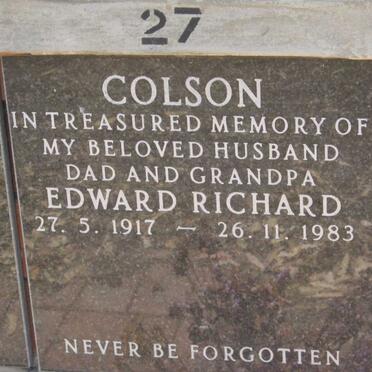 27
COLSON
IN TREASURED MEMORY OF
MY BELOVED HUSBAND
DAD AND GRANDPA
EDWARD RICHARD
27. 5. 1917 — 26. 11. 1983
NEVER BE FORGOTTEN